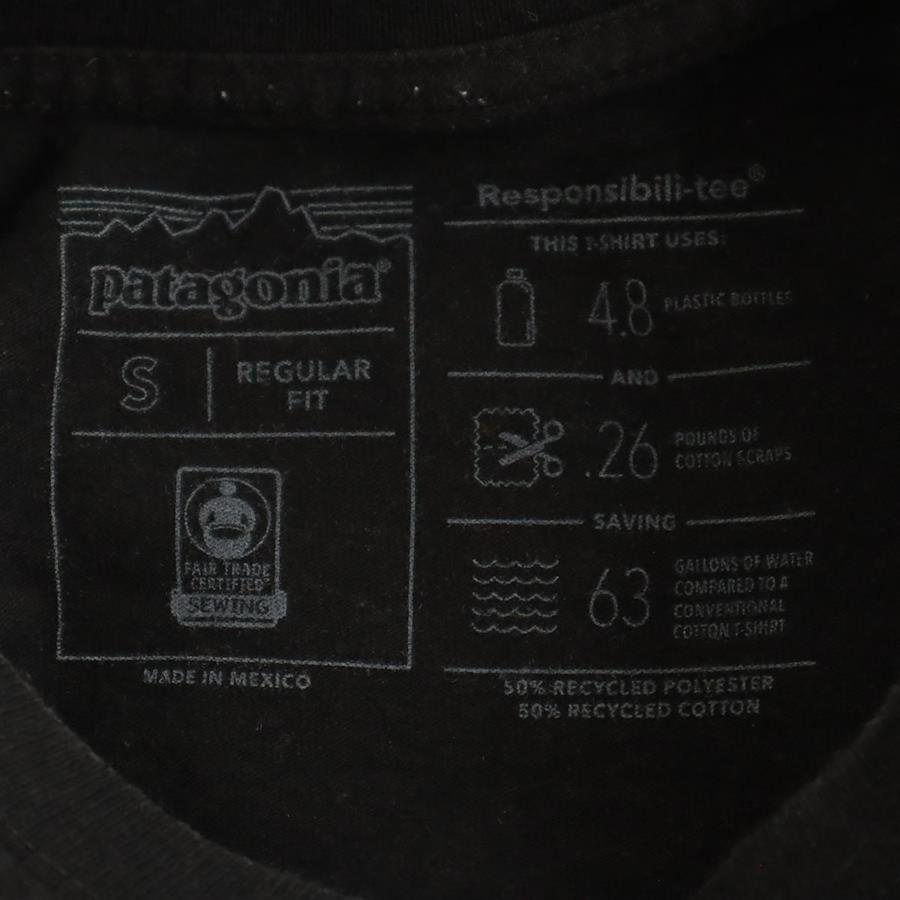 patagonia®
S
REGULAR
FIT
FAIR TRADE
CERTIFIED™
SEWING
MADE IN MEXICO
Responsibili-tee®
THIS T-SHIRT USES:
4.8 PLASTIC BOTTLES
AND
.26 POUNDS OF
COTTON SCRAPS
SAVING
63 GALLONS OF WATER
COMPARED TO A
CONVENTIONAL
COTTON T-SHIRT
50% RECYCLED POLYESTER
50% RECYCLED COTTON